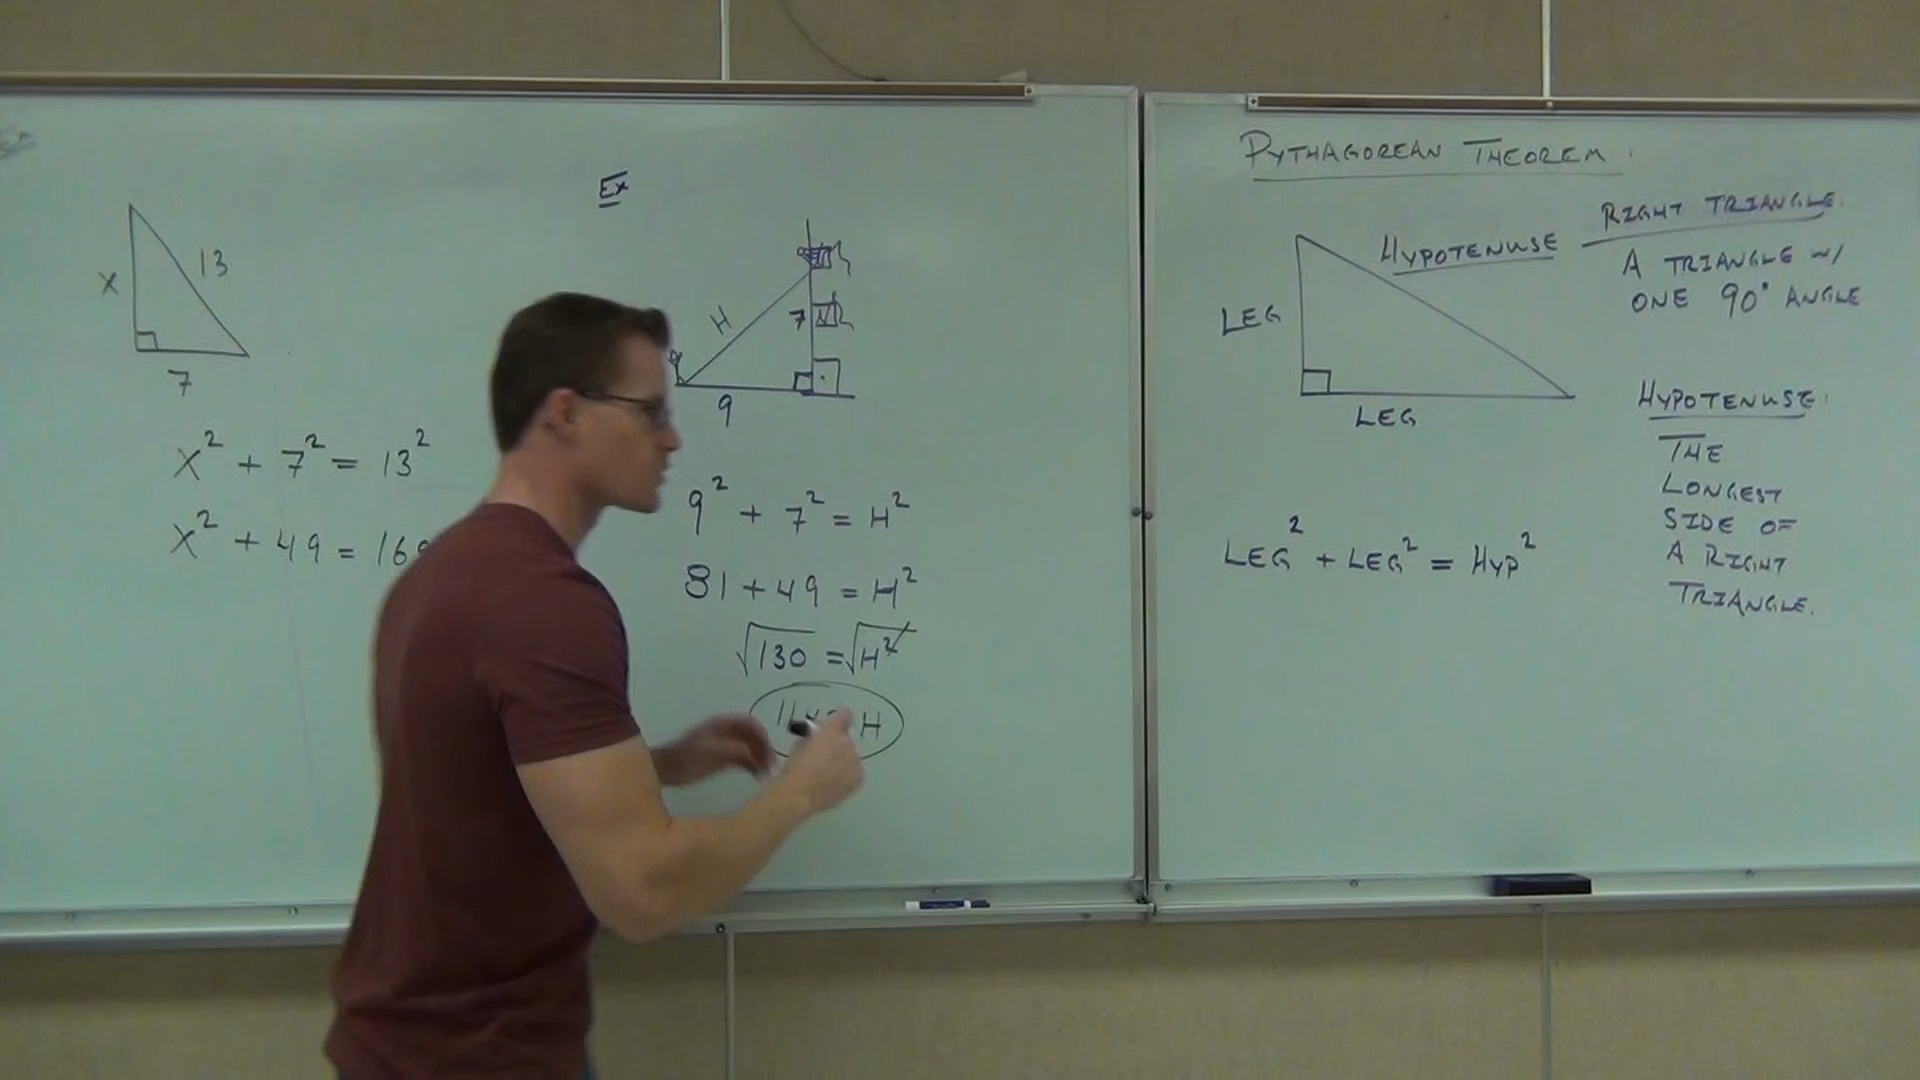 x
13
7
x² + 7² = 13²
x² + 49 = 169
Ex
H
7
9
9² + 7² = H²
81 + 49 = H²
√130 = √H²
H
PYTHAGOREAN THEOREM:
HYPOTENUSE
LEG
LEG
LEG² + LEG² = HYP²
RIGHT TRIANGLE:
A TRIANGLE W/
ONE 90° ANGLE
HYPOTENUSE:
THE
LONGEST
SIDE OF
A RIGHT
TRIANGLE.